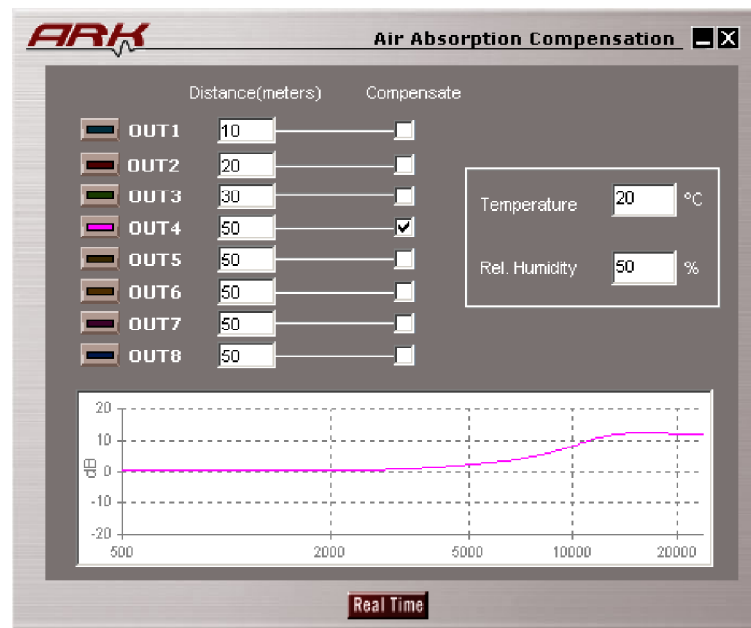 ARK Air Absorption Compensation
Distance(meters) Compensate
OUT1 10
OUT2 20
OUT3 30
OUT4 50
OUT5 50
OUT6 50
OUT7 50
OUT8 50
Temperature 20 °C
Rel. Humidity 50 %
20
10
0
-10
-20
dB
500 2000 5000 10000 20000
Real Time